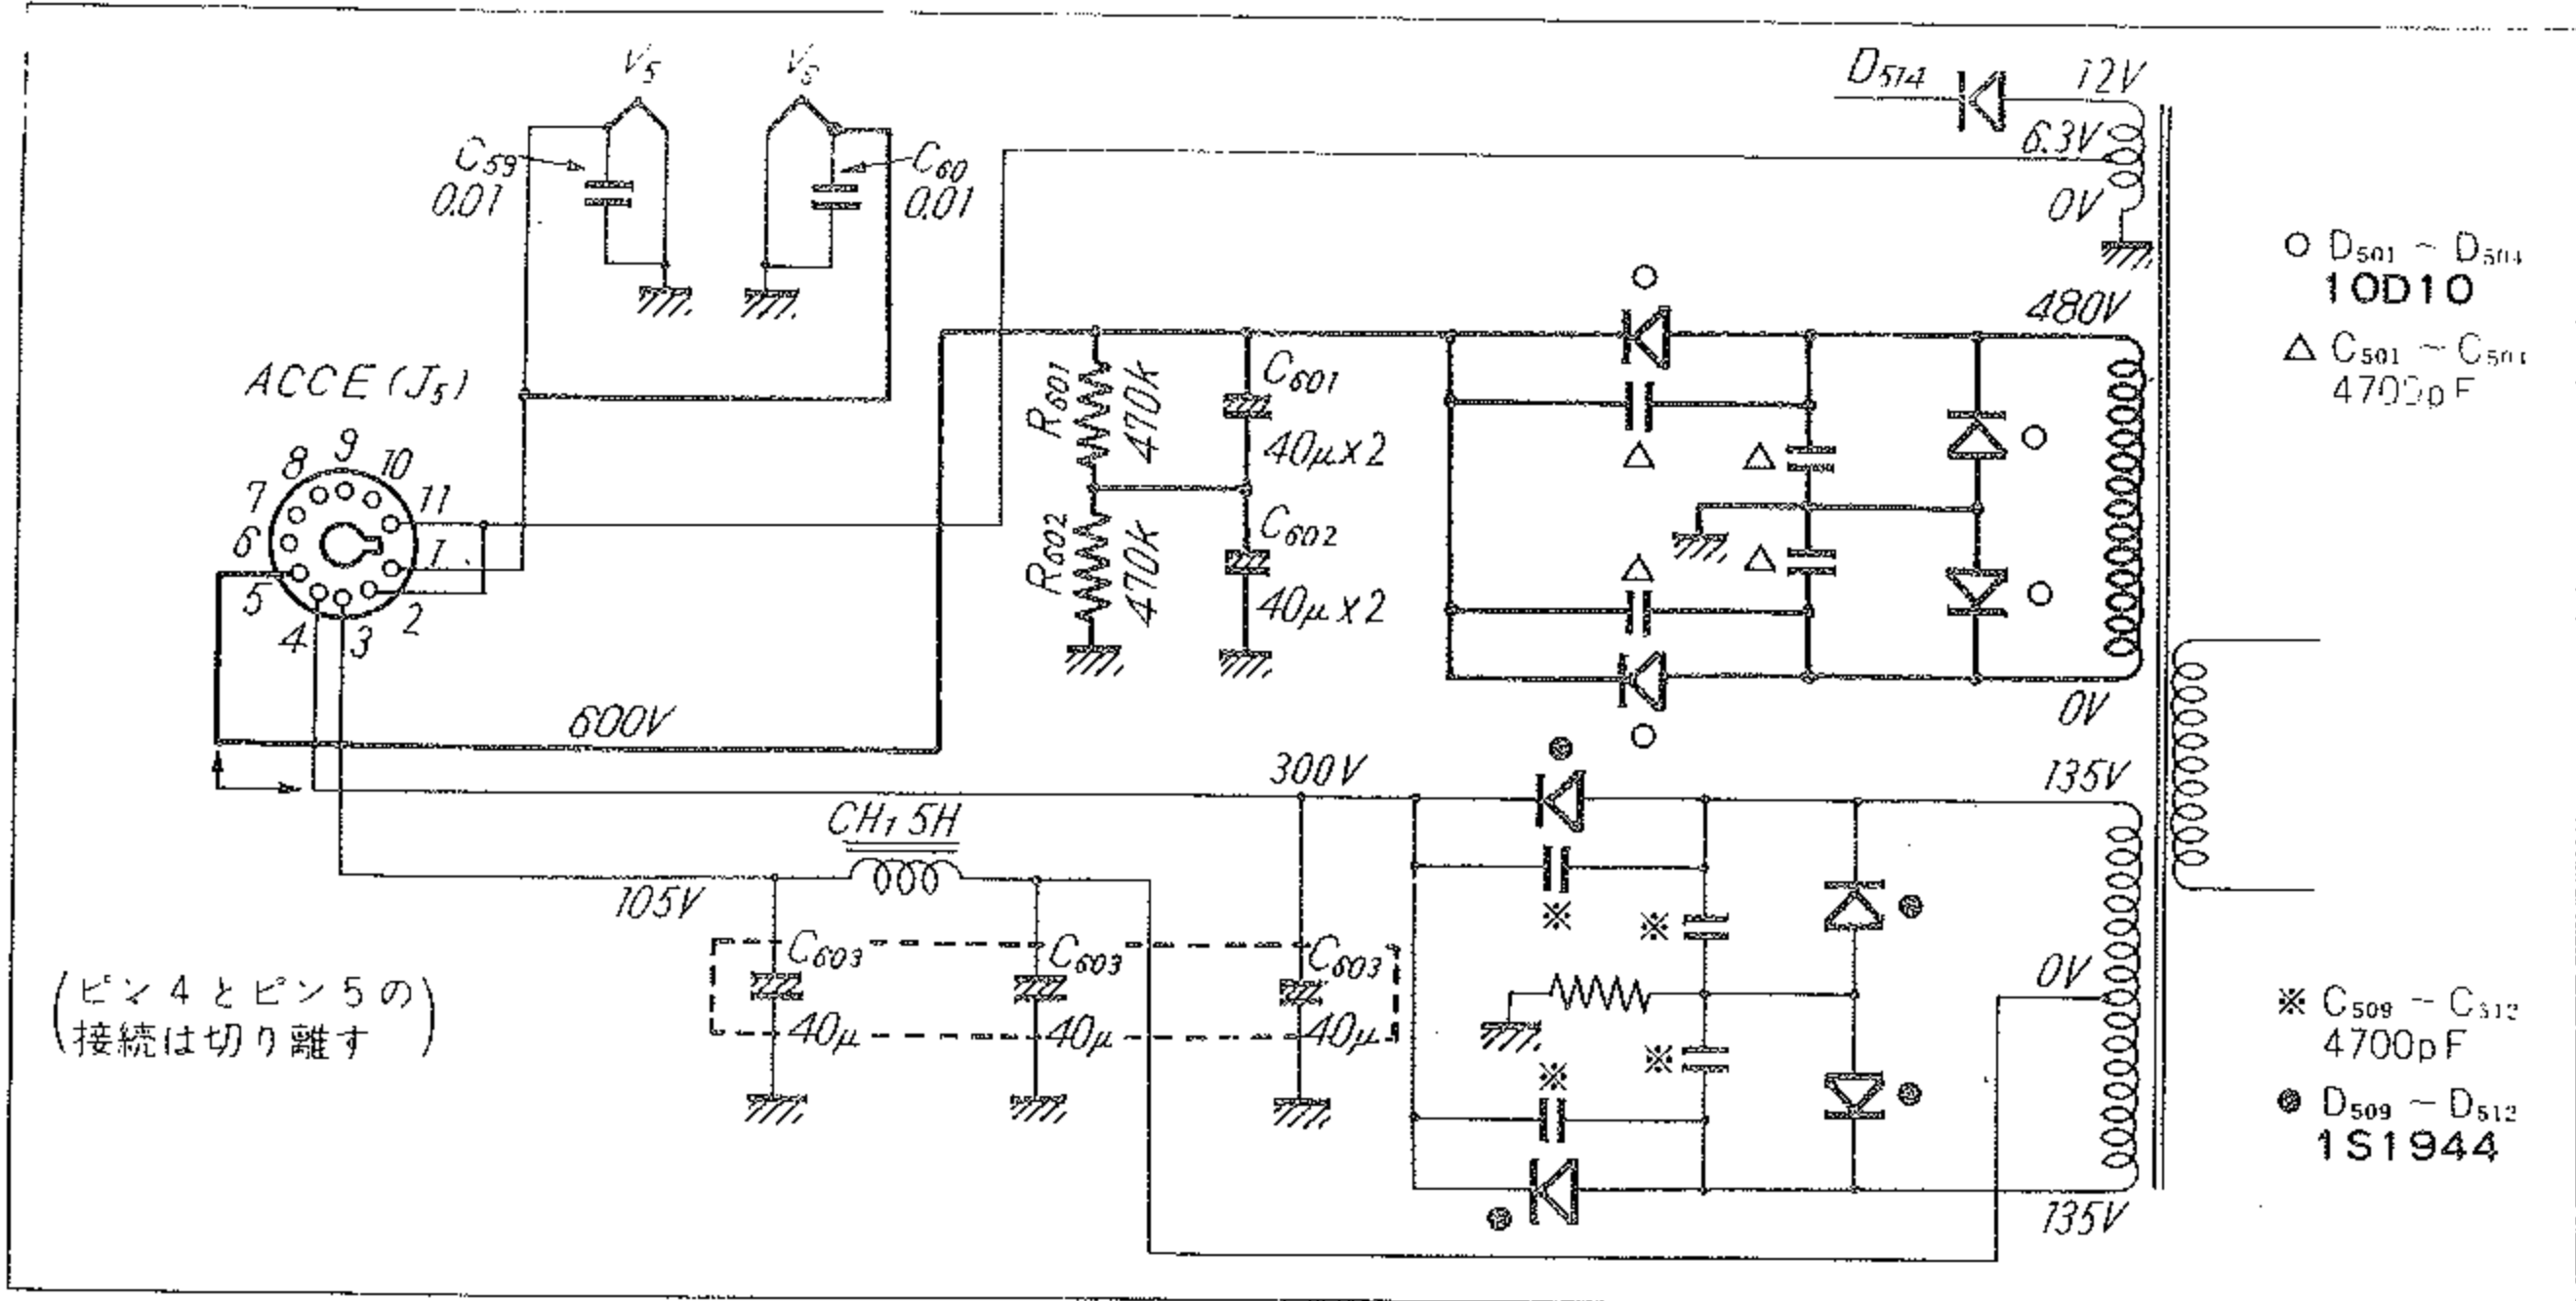 V5
V6
D514
12V
6.3V
0V
C59
0.01
C60
0.01
○ D501 ~ D504
10D10
△ C501 ~ C504
4700pF
480V
ACCE (J5)
R601
470k
C601
40μ×2
R602
470k
C602
40μ×2
9
8
10
7
11
6
1
5
2
4
3
0V
600V
300V
135V
CH1 5H
105V
C603
C603
C603
40μ
40μ
40μ
0V
(ピン4とピン5の
接続は切り離す)
※ C509 ~ C512
4700pF
● D509 ~ D512
1S1944
135V